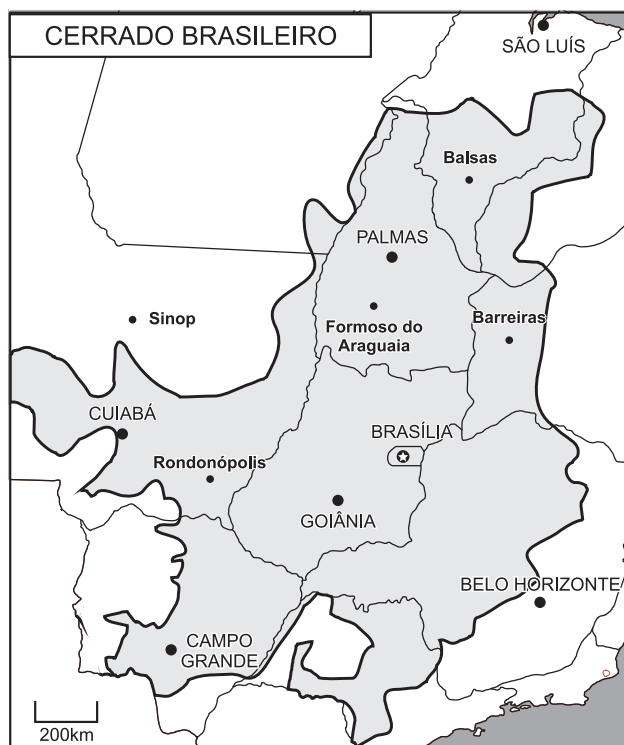 CERRADO BRASILEIRO
SÃO LUÍS
Balsas
PALMAS
Sinop
Formoso do
Araguaia
Barreiras
CUIABÁ
BRASÍLIA
Rondonópolis
GOIÂNIA
BELO HORIZONTE
CAMPO
GRANDE
200km